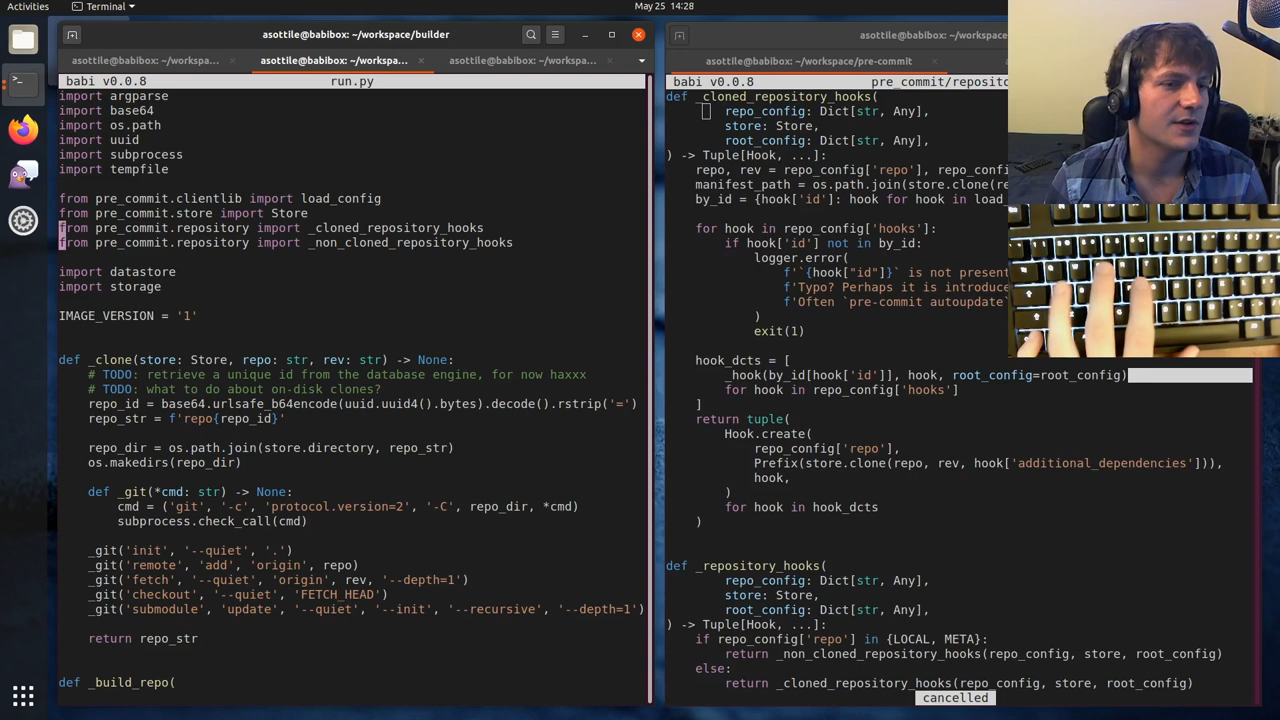 Activities
Terminal
May 25 14:28
asottile@babibox: ~/workspace/builder
asottile@babibox: ~/workspa...
asottile@babibox: ~/workspa...
asottile@babibox: ~/workspa...
babi v0.0.8 run.py
import argparse
import base64
import os.path
import uuid
import subprocess
import tempfile
from pre_commit.clientlib import load_config
from pre_commit.store import Store
from pre_commit.repository import _cloned_repository_hooks
from pre_commit.repository import _non_cloned_repository_hooks
import datastore
import storage
IMAGE_VERSION = '1'
def _clone(store: Store, repo: str, rev: str) -> None:
# TODO: retrieve a unique id from the database engine, for now haxxx
# TODO: what to do about on-disk clones?
repo_id = base64.urlsafe_b64encode(uuid.uuid4().bytes).decode().rstrip('=')
repo_str = f'repo{repo_id}'
repo_dir = os.path.join(store.directory, repo_str)
os.makedirs(repo_dir)
def _git(*cmd: str) -> None:
cmd = ('git', '-c', 'protocol.version=2', '-C', repo_dir, *cmd)
subprocess.check_call(cmd)
_git('init', '--quiet', '.')
_git('remote', 'add', 'origin', repo)
_git('fetch', '--quiet', 'origin', rev, '--depth=1')
_git('checkout', '--quiet', 'FETCH_HEAD')
_git('submodule', 'update', '--quiet', '--init', '--recursive', '--depth=1')
return repo_str
def _build_repo(
asottile@babibox: ~/workspace
asottile@babibox: ~/workspace/pre-commit
babi v0.0.8 pre_commit/reposito
def _cloned_repository_hooks(
repo_config: Dict[str, Any],
store: Store,
root_config: Dict[str, Any],
) -> Tuple[Hook, ...]:
repo, rev = repo_config['repo'], repo_confi
manifest_path = os.path.join(store.clone(re
by_id = {hook['id']: hook for hook in load_
for hook in repo_config['hooks']:
if hook['id'] not in by_id:
logger.error(
f'`{hook["id"]}` is not present
f'Typo? Perhaps it is introduce
f'Often `pre-commit autoupdate`
)
exit(1)
hook_dcts = [
_hook(by_id[hook['id']], hook, root_config=root_config)
for hook in repo_config['hooks']
]
return tuple(
Hook.create(
repo_config['repo'],
Prefix(store.clone(repo, rev, hook['additional_dependencies'])),
hook,
)
for hook in hook_dcts
)
def _repository_hooks(
repo_config: Dict[str, Any],
store: Store,
root_config: Dict[str, Any],
) -> Tuple[Hook, ...]:
if repo_config['repo'] in {LOCAL, META}:
return _non_cloned_repository_hooks(repo_config, store, root_config)
else:
return _cloned_repository_hooks(repo_config, store, root_config)
cancelled